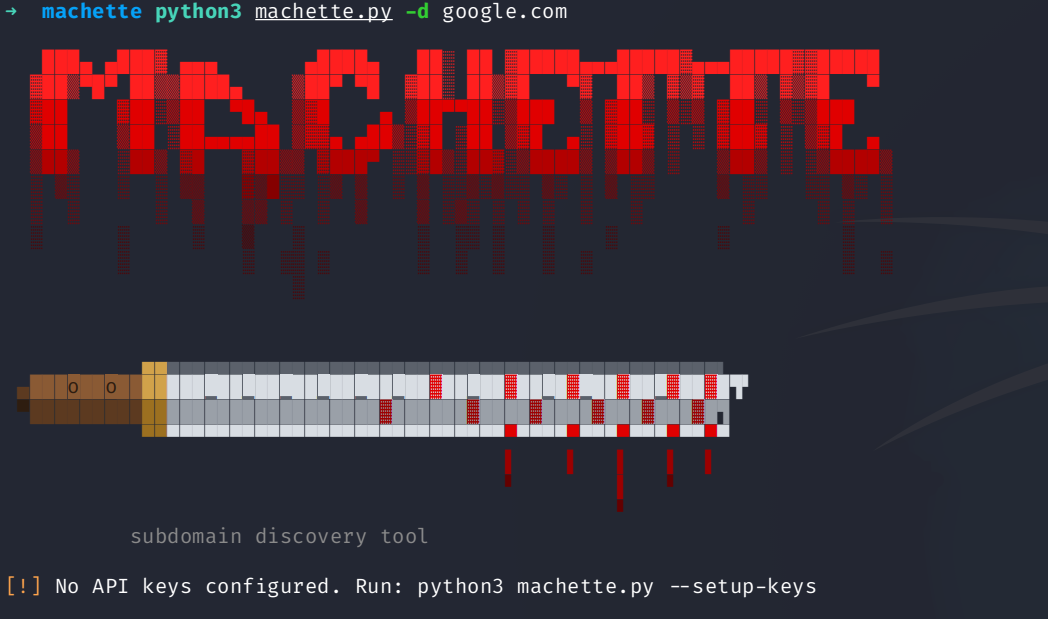 → machette python3 machette.py -d google.com
MACHETTE
o o
subdomain discovery tool
[!] No API keys configured. Run: python3 machette.py --setup-keys